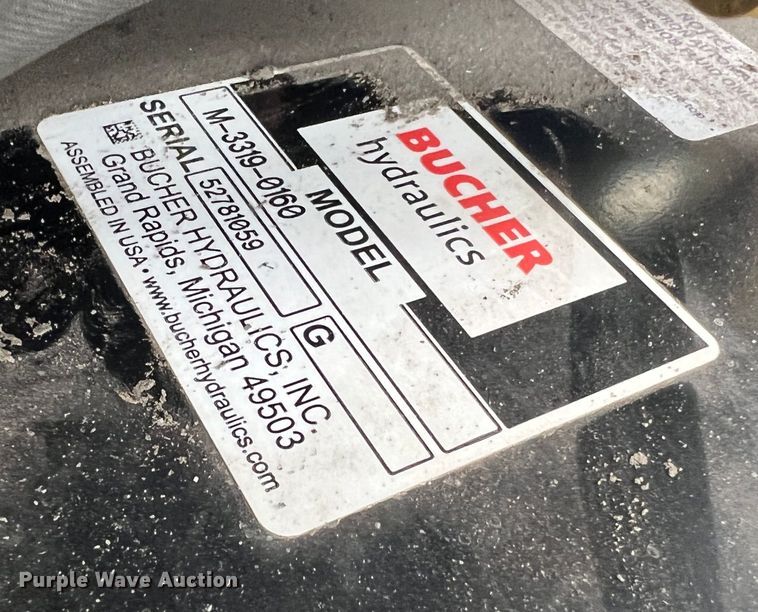 BUCHER
hydraulics
MODEL
M-3319-0160
SERIAL 52781059 G
BUCHER HYDRAULICS, INC.
Grand Rapids, Michigan 49503
ASSEMBLED IN USA • www.bucherhydraulics.com
NOTICE
Purple Wave Auction